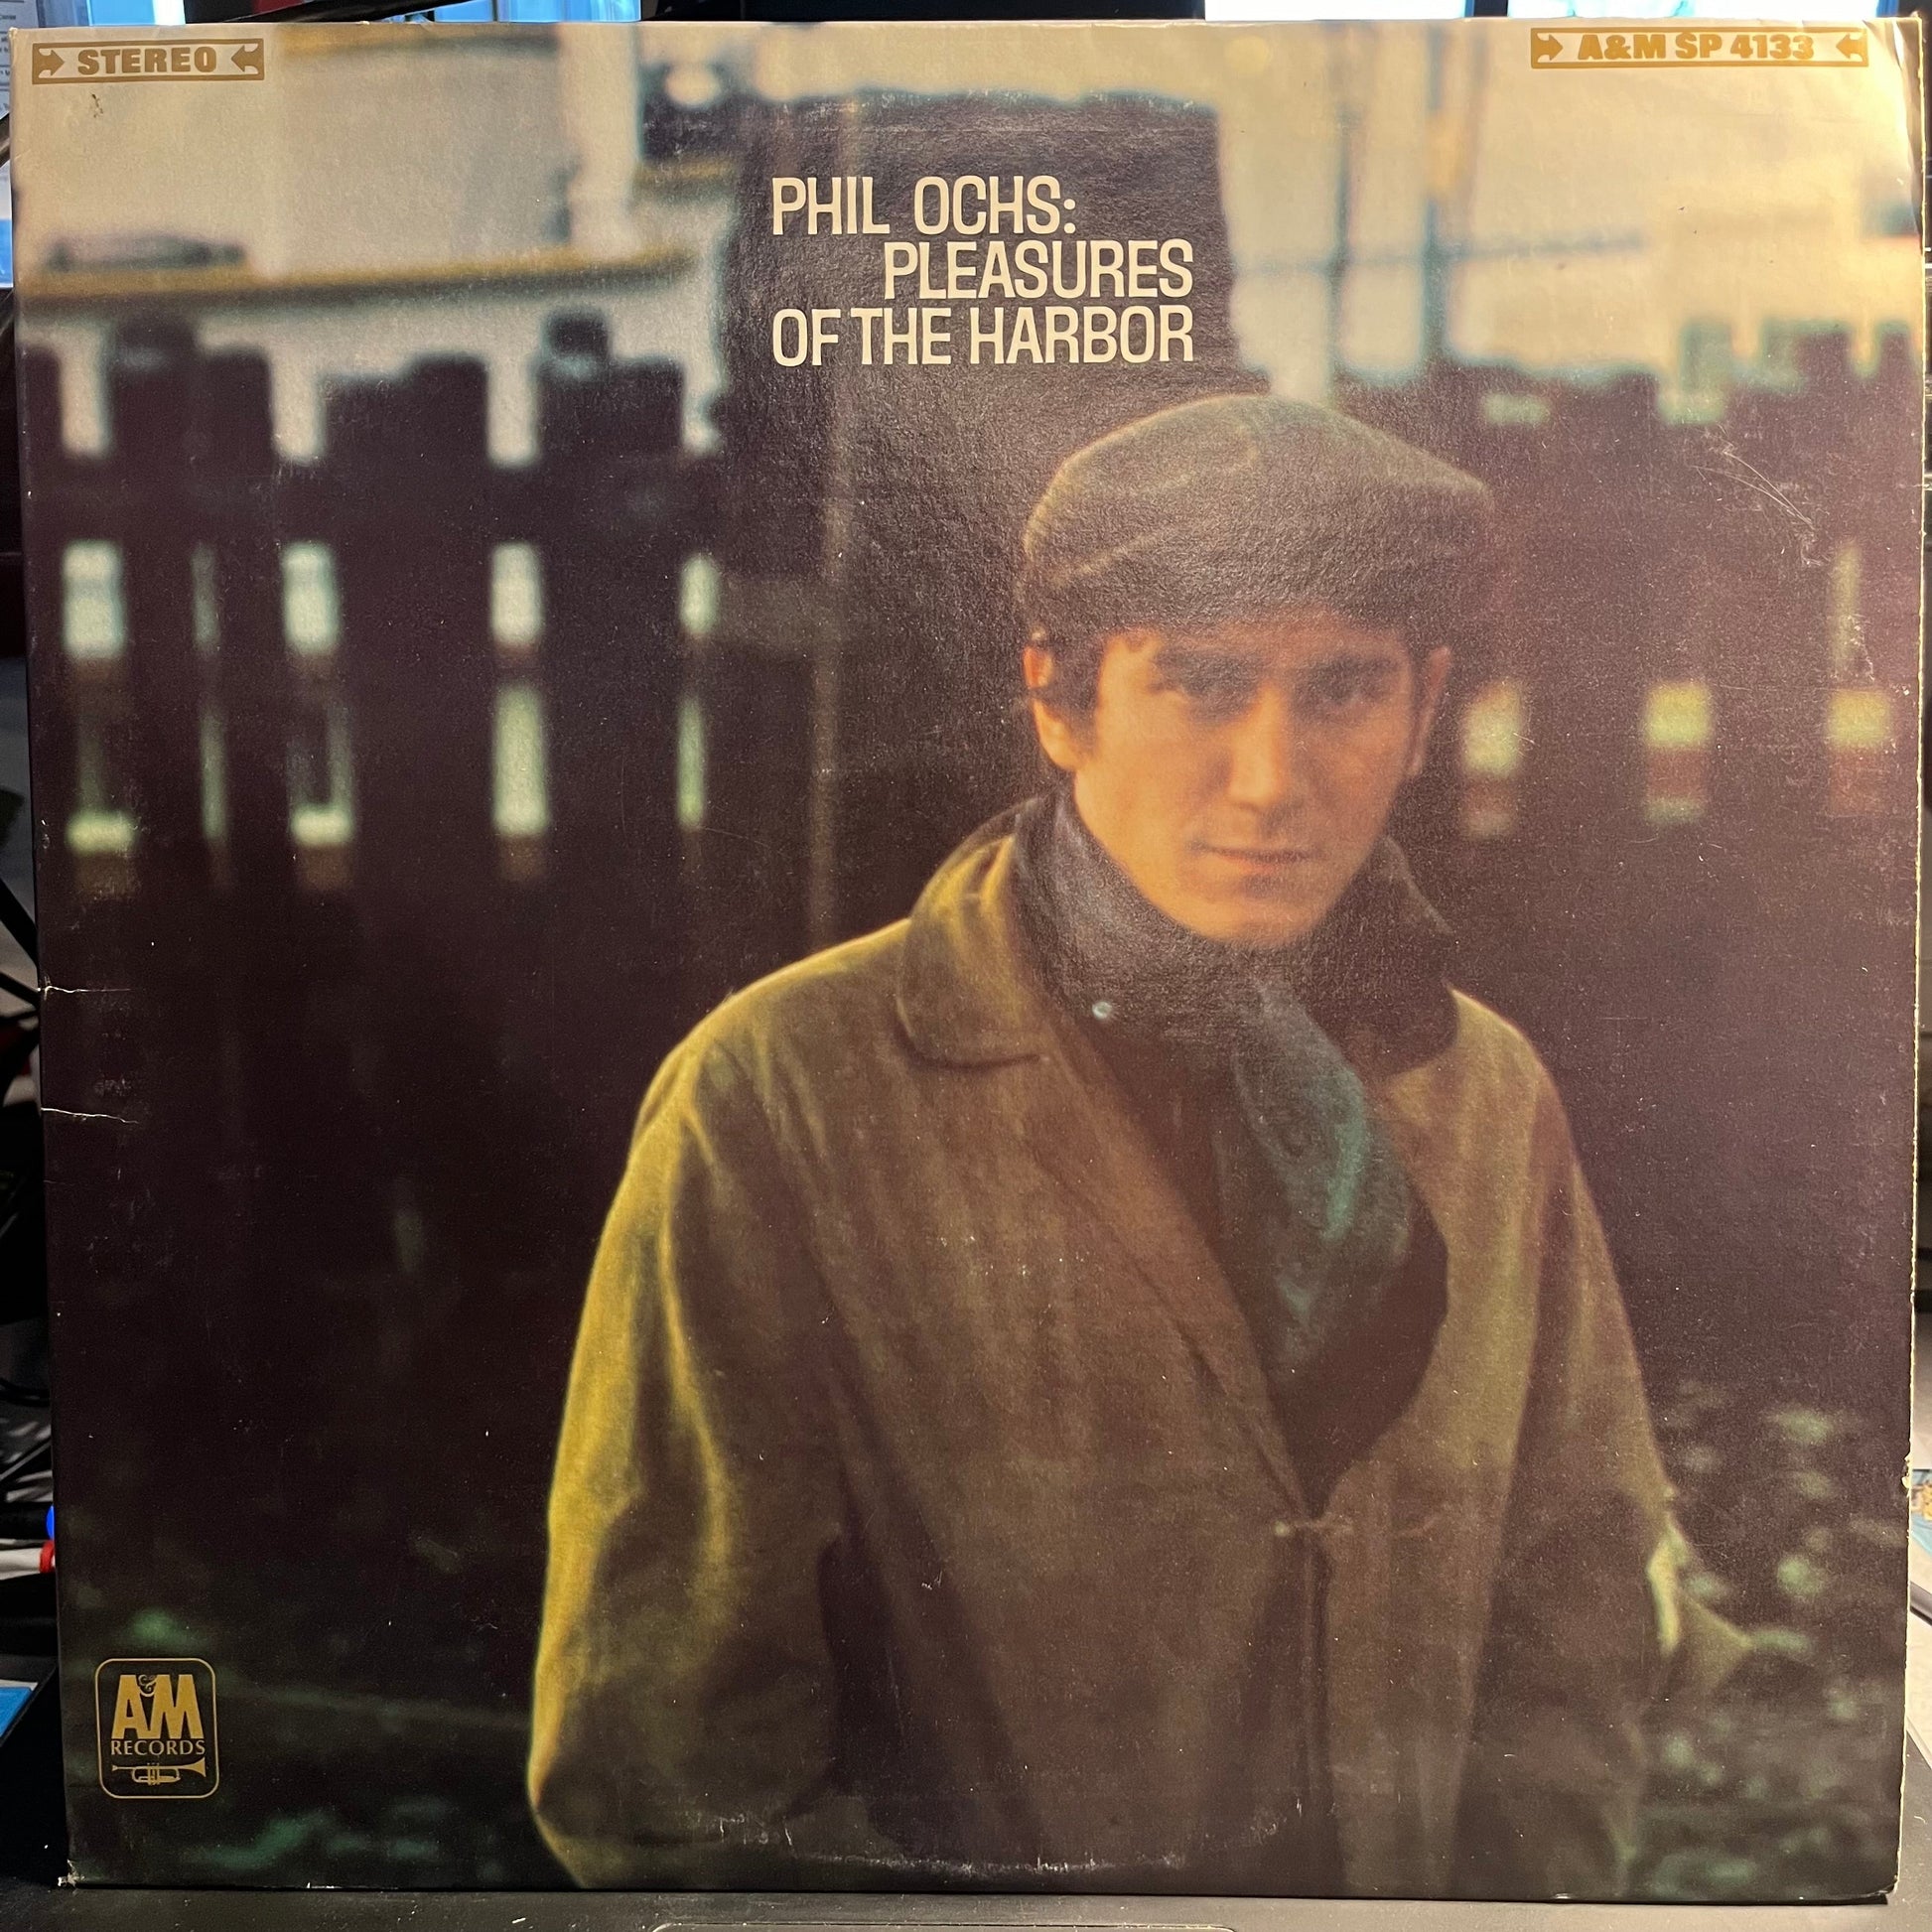 STEREO
A&M SP 4133
PHIL OCHS:
PLEASURES
OF THE HARBOR
A&M
RECORDS